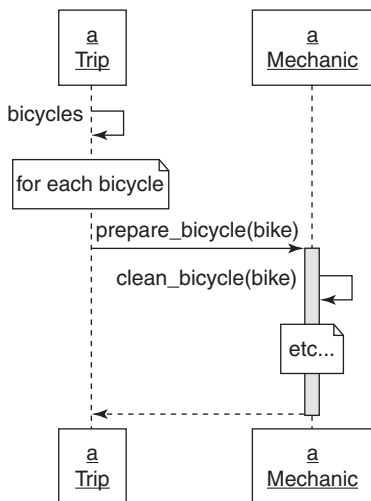 a
Trip
a
Mechanic
bicycles
for each bicycle
prepare_bicycle(bike)
clean_bicycle(bike)
etc...
a
Trip
a
Mechanic